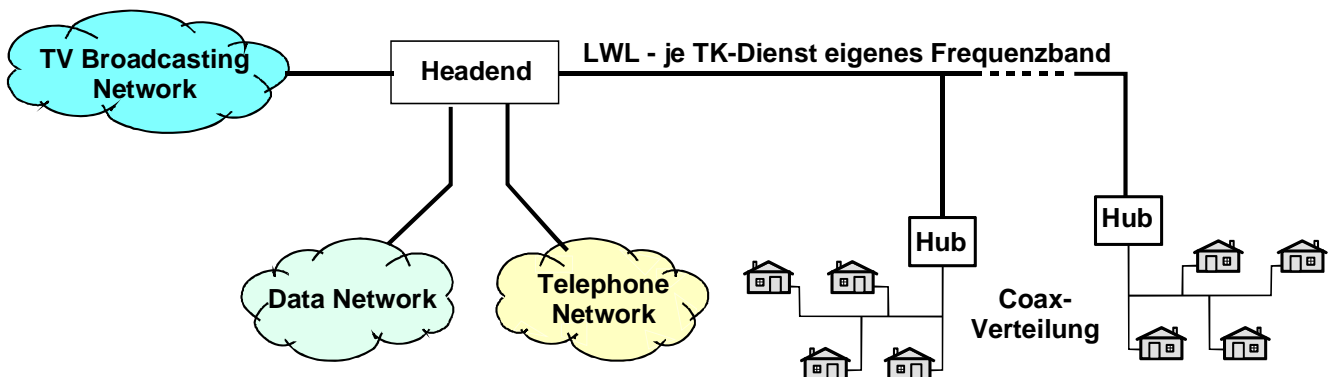 TV Broadcasting
Network
Headend
LWL - je TK-Dienst eigenes Frequenzband
Data Network
Telephone
Network
Hub
Hub
Coax-
Verteilung